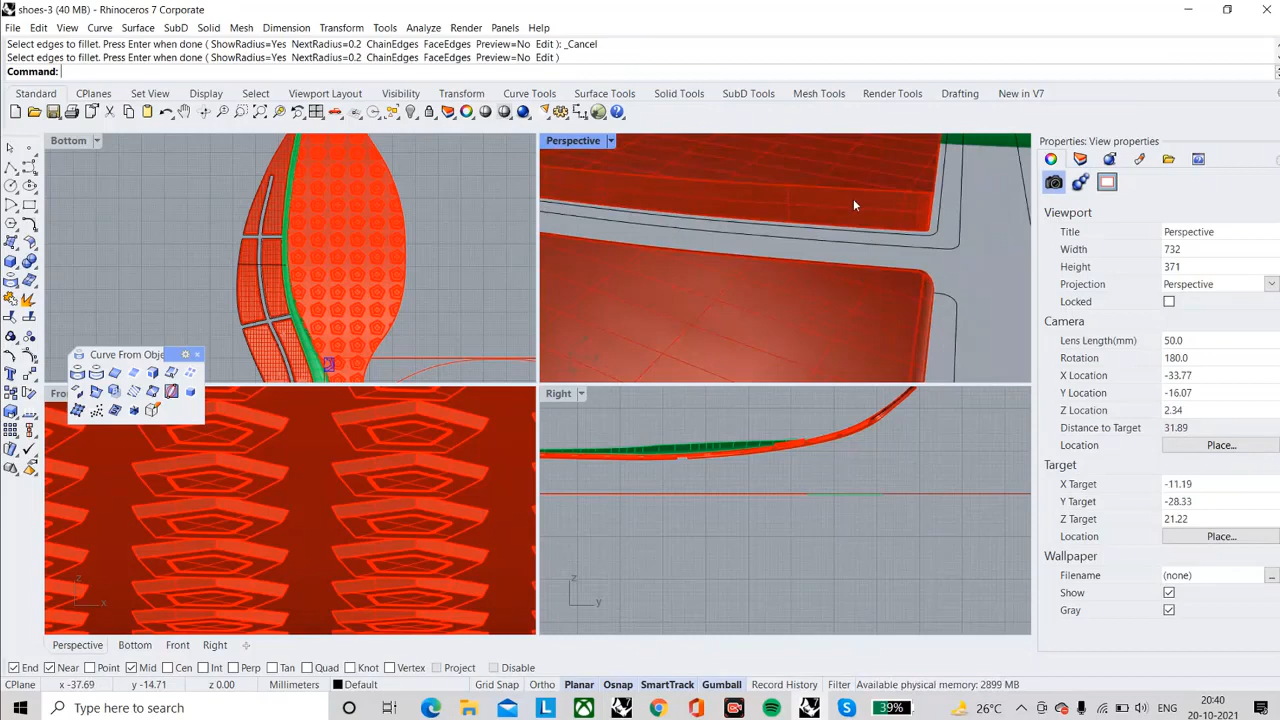 shoes-3 (40 MB) - Rhinoceros 7 Corporate
File Edit View Curve Surface SubD Solid Mesh Dimension Transform Tools Analyze Render Panels Help
Select edges to fillet. Press Enter when done ( ShowRadius=Yes NextRadius=0.2 ChainEdges FaceEdges Preview=No Edit ): _Cancel
Select edges to fillet. Press Enter when done ( ShowRadius=Yes NextRadius=0.2 ChainEdges FaceEdges Preview=No Edit )
Command:
Standard CPlanes Set View Display Select Viewport Layout Visibility Transform Curve Tools Surface Tools Solid Tools SubD Tools Mesh Tools Render Tools Drafting New in V7
Bottom
Perspective
Properties: View properties
Viewport
Title Perspective
Width 732
Height 371
Projection Perspective
Locked
Camera
Lens Length(mm) 50.0
Rotation 180.0
X Location -33.77
Y Location -16.07
Z Location 2.34
Distance to Target 31.89
Location Place...
Target
X Target -11.19
Y Target -28.33
Z Target 21.22
Location Place...
Wallpaper
Filename (none) ...
Show
Gray
Curve From Obje
Right
z
x
z
y
Perspective Bottom Front Right
End Near Point Mid Cen Int Perp Tan Quad Knot Vertex Project Disable
CPlane x -37.69 y -14.71 z 0.00 Millimeters Default Grid Snap Ortho Planar Osnap SmartTrack Gumball Record History Filter Available physical memory: 2899 MB
Type here to search
39%
26°C
ENG
20:40
20-10-2021